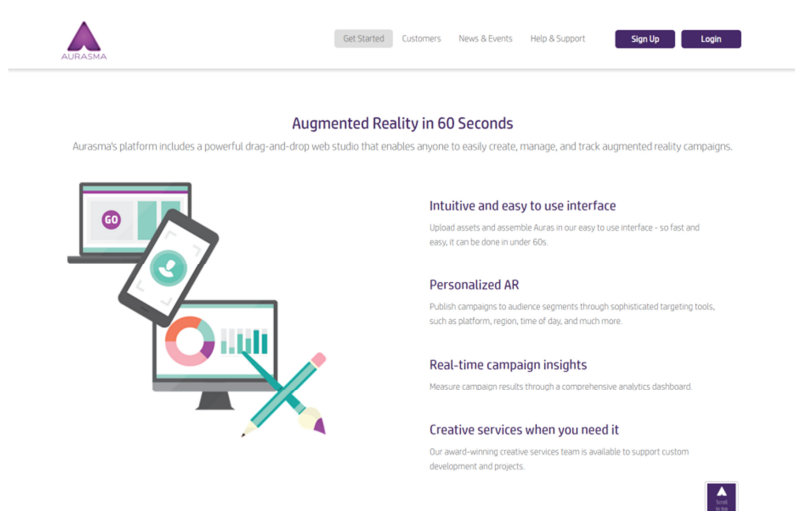 AURASMA
Get Started
Customers
News & Events
Help & Support
Sign Up
Login
Augmented Reality in 60 Seconds
Aurasma's platform includes a powerful drag-and-drop web studio that enables anyone to easily create, manage, and track augmented reality campaigns.
GO
Intuitive and easy to use interface
Upload assets and assemble Auras in our easy to use interface - so fast and
easy, it can be done in under 60s.
Personalized AR
Publish campaigns to audience segments through sophisticated targeting tools,
such as platform, region, time of day, and much more.
Real-time campaign insights
Measure campaign results through a comprehensive analytics dashboard.
Creative services when you need it
Our award-winning creative services team is available to support custom
development and projects.
Scroll
to top